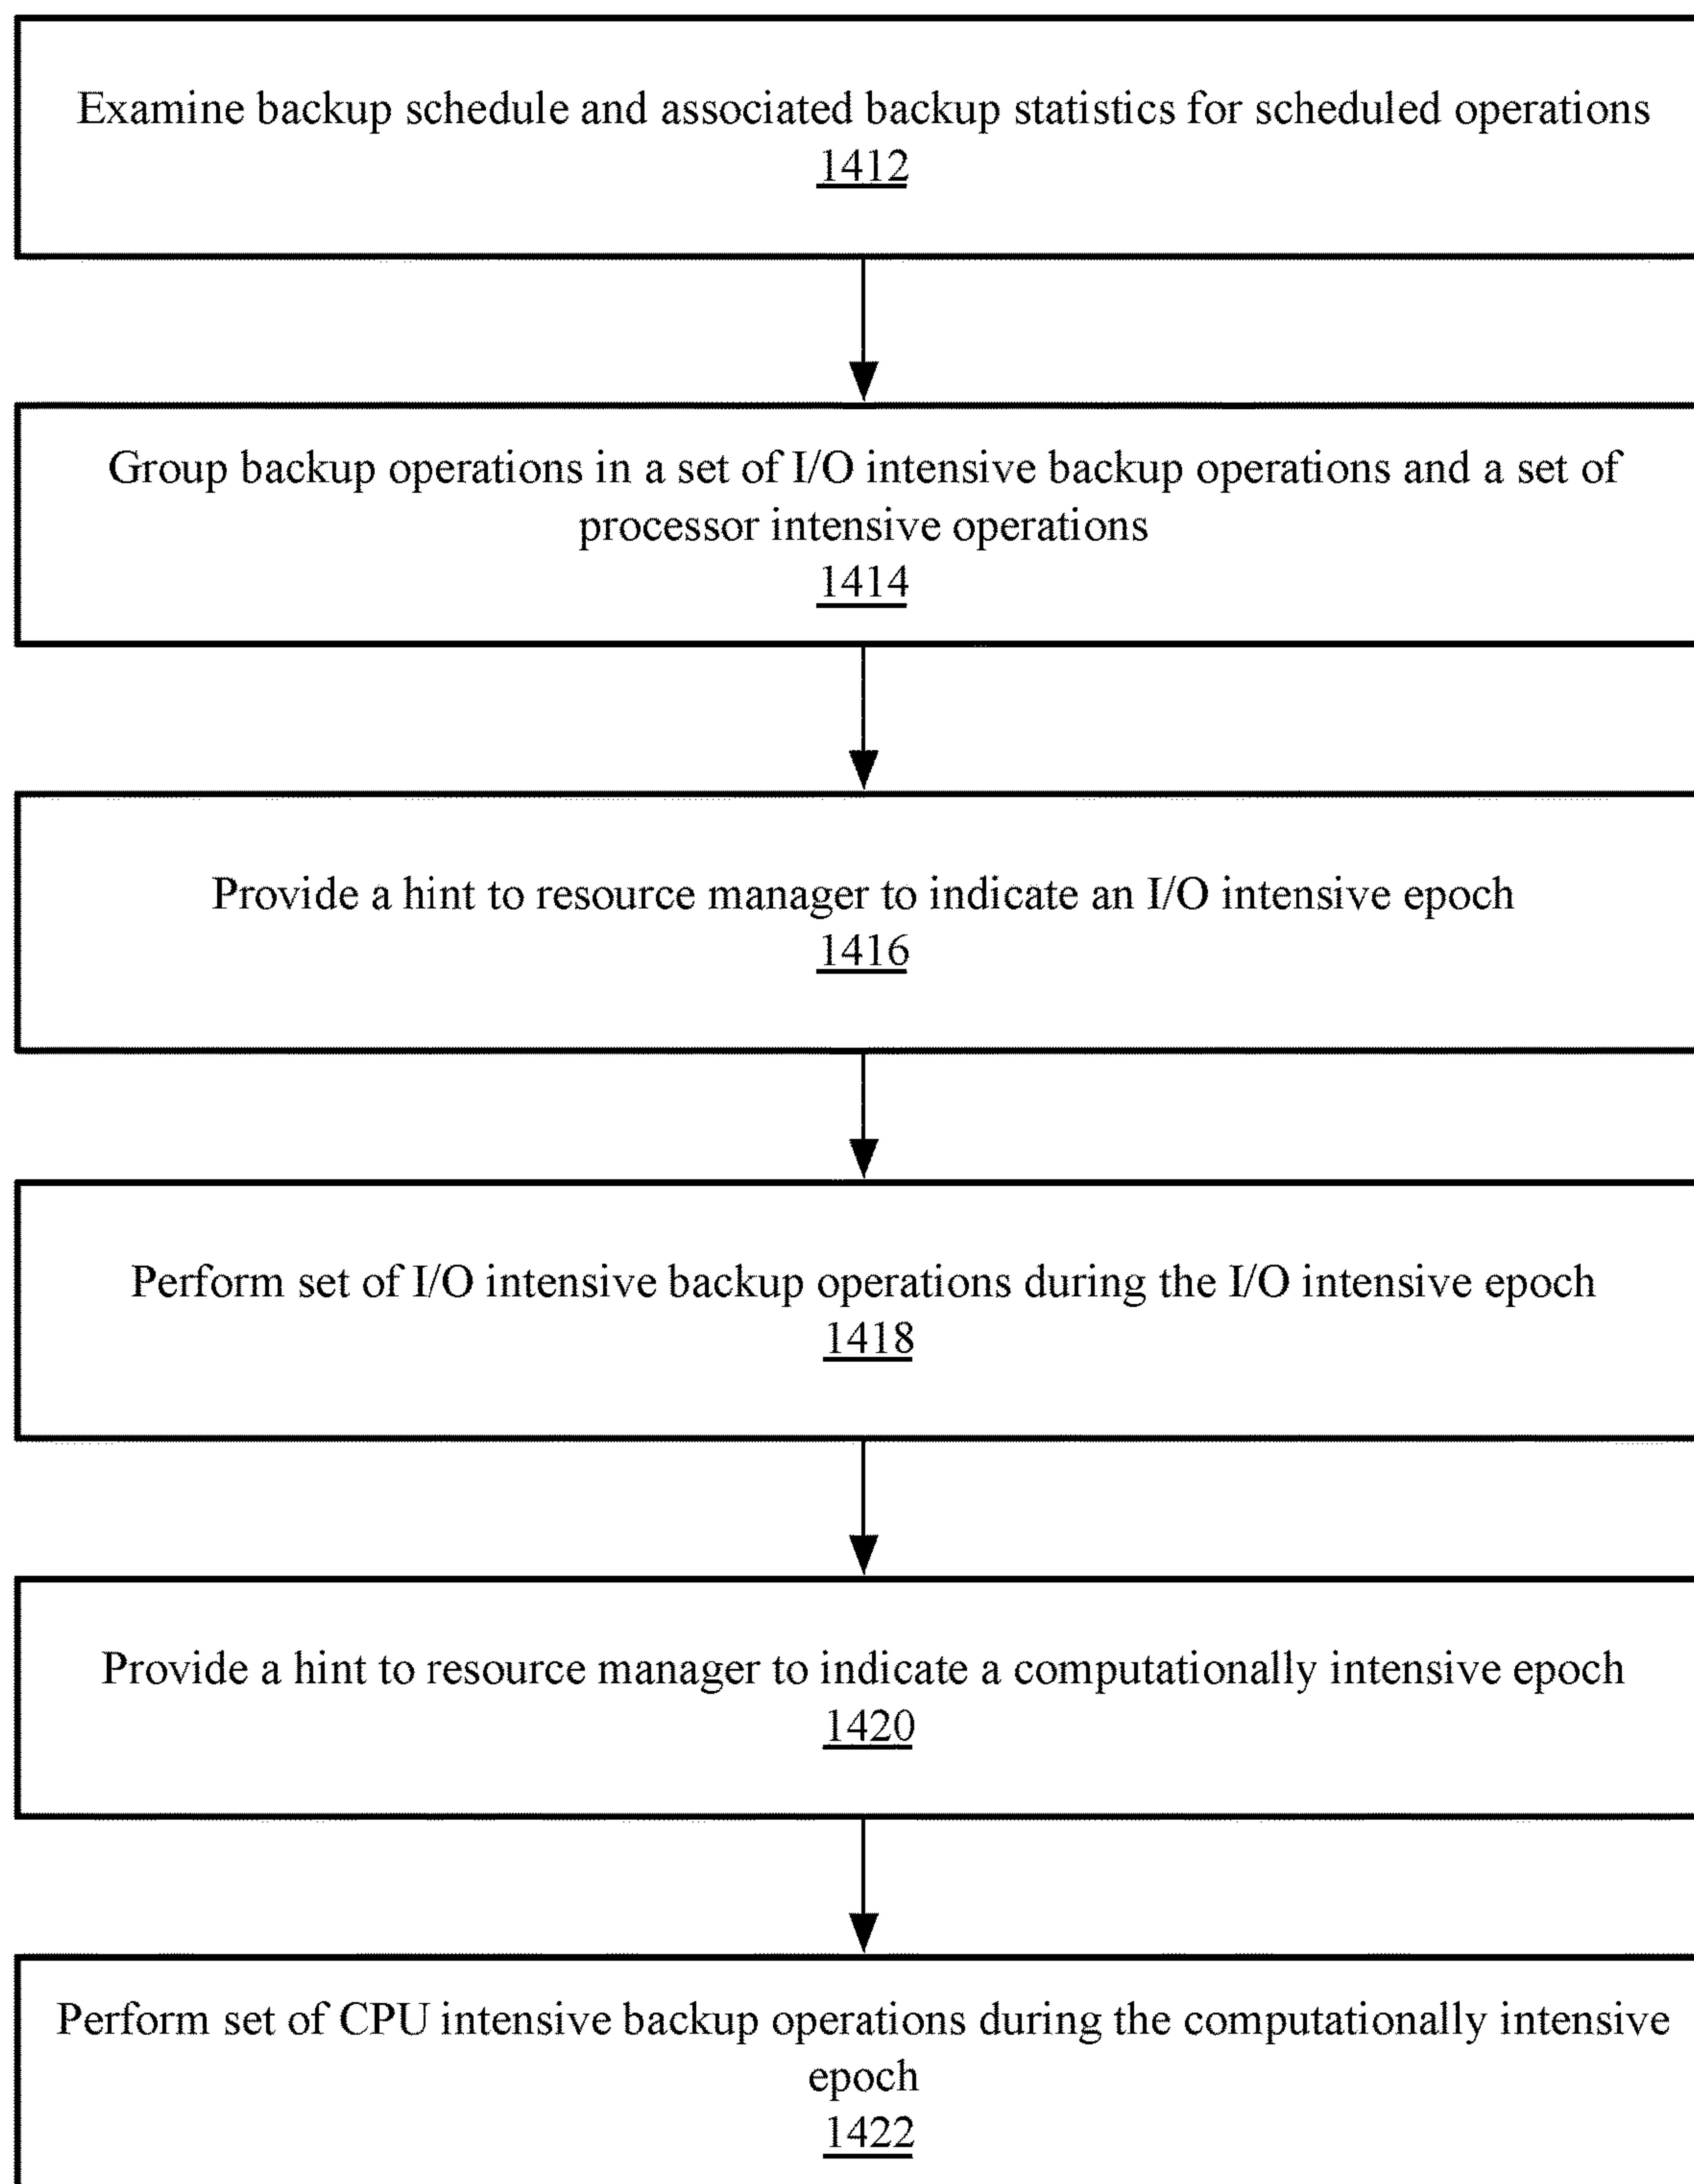 Examine backup schedule and associated backup statistics for scheduled operations
1412
Group backup operations in a set of I/O intensive backup operations and a set of
processor intensive operations
1414
Provide a hint to resource manager to indicate an I/O intensive epoch
1416
Perform set of I/O intensive backup operations during the I/O intensive epoch
1418
Provide a hint to resource manager to indicate a computationally intensive epoch
1420
Perform set of CPU intensive backup operations during the computationally intensive
epoch
1422